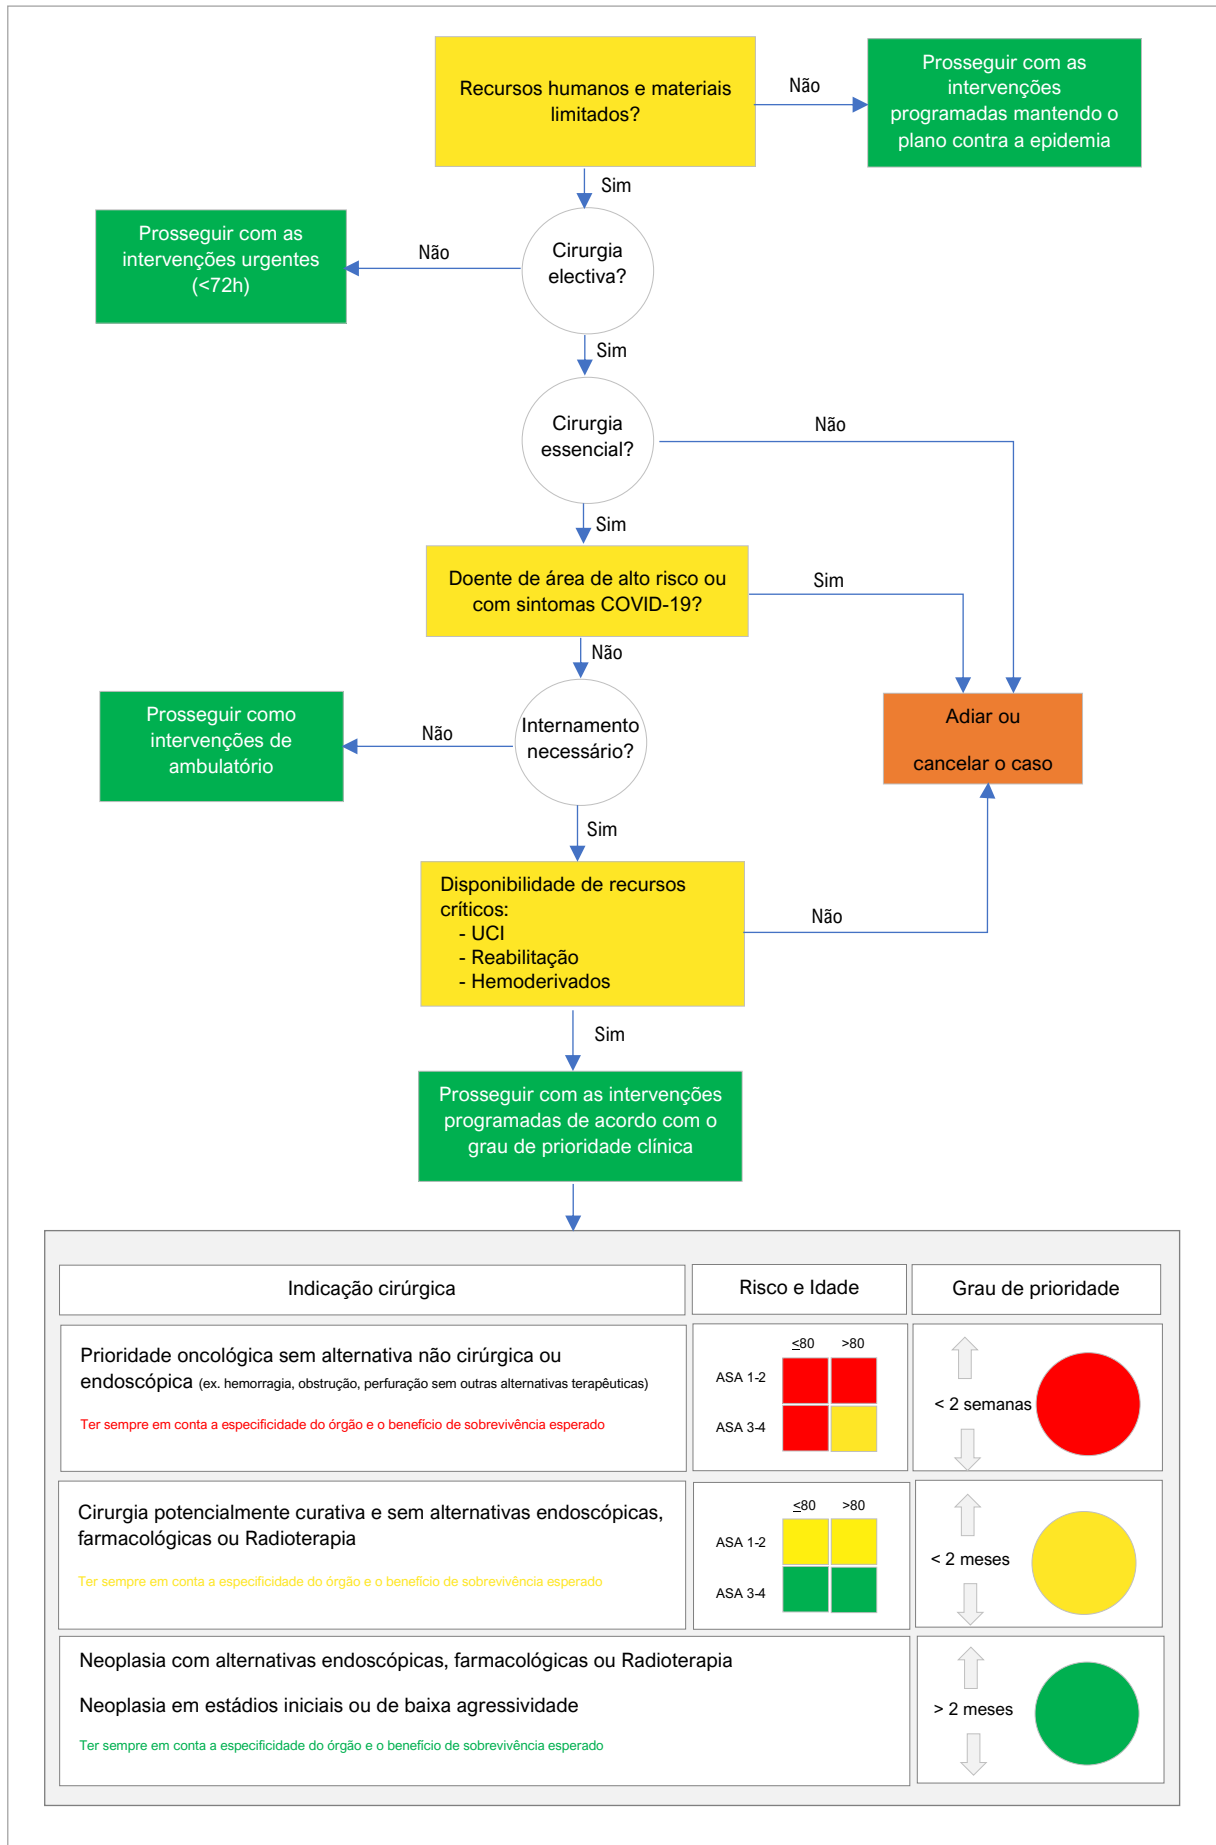 Recursos humanos e materiais
limitados?
Não
Prosseguir com as
intervenções
programadas mantendo o
plano contra a epidemia
Sim
Prosseguir com as
intervenções urgentes
(<72h)
Não
Cirurgia
electiva?
Sim
Cirurgia
essencial?
Não
Sim
Doente de área de alto risco ou
com sintomas COVID-19?
Sim
Não
Prosseguir como
intervenções de
ambulatório
Não
Internamento
necessário?
Adiar ou
cancelar o caso
Sim
Disponibilidade de recursos
críticos:
- UCI
- Reabilitação
- Hemoderivados
Não
Sim
Prosseguir com as intervenções
programadas de acordo com o
grau de prioridade clínica
Indicação cirúrgica
Risco e Idade
Grau de prioridade
Prioridade oncológica sem alternativa não cirúrgica ou
endoscópica (ex. hemorragia, obstrução, perfuração sem outras alternativas terapêuticas)
Ter sempre em conta a especificidade do órgão e o benefício de sobrevivência esperado
≤80 >80
ASA 1-2
ASA 3-4
< 2 semanas
Cirurgia potencialmente curativa e sem alternativas endoscópicas,
farmacológicas ou Radioterapia
Ter sempre em conta a especificidade do órgão e o benefício de sobrevivência esperado
≤80 >80
ASA 1-2
ASA 3-4
< 2 meses
Neoplasia com alternativas endoscópicas, farmacológicas ou Radioterapia
Neoplasia em estádios iniciais ou de baixa agressividade
Ter sempre em conta a especificidade do órgão e o benefício de sobrevivência esperado
> 2 meses